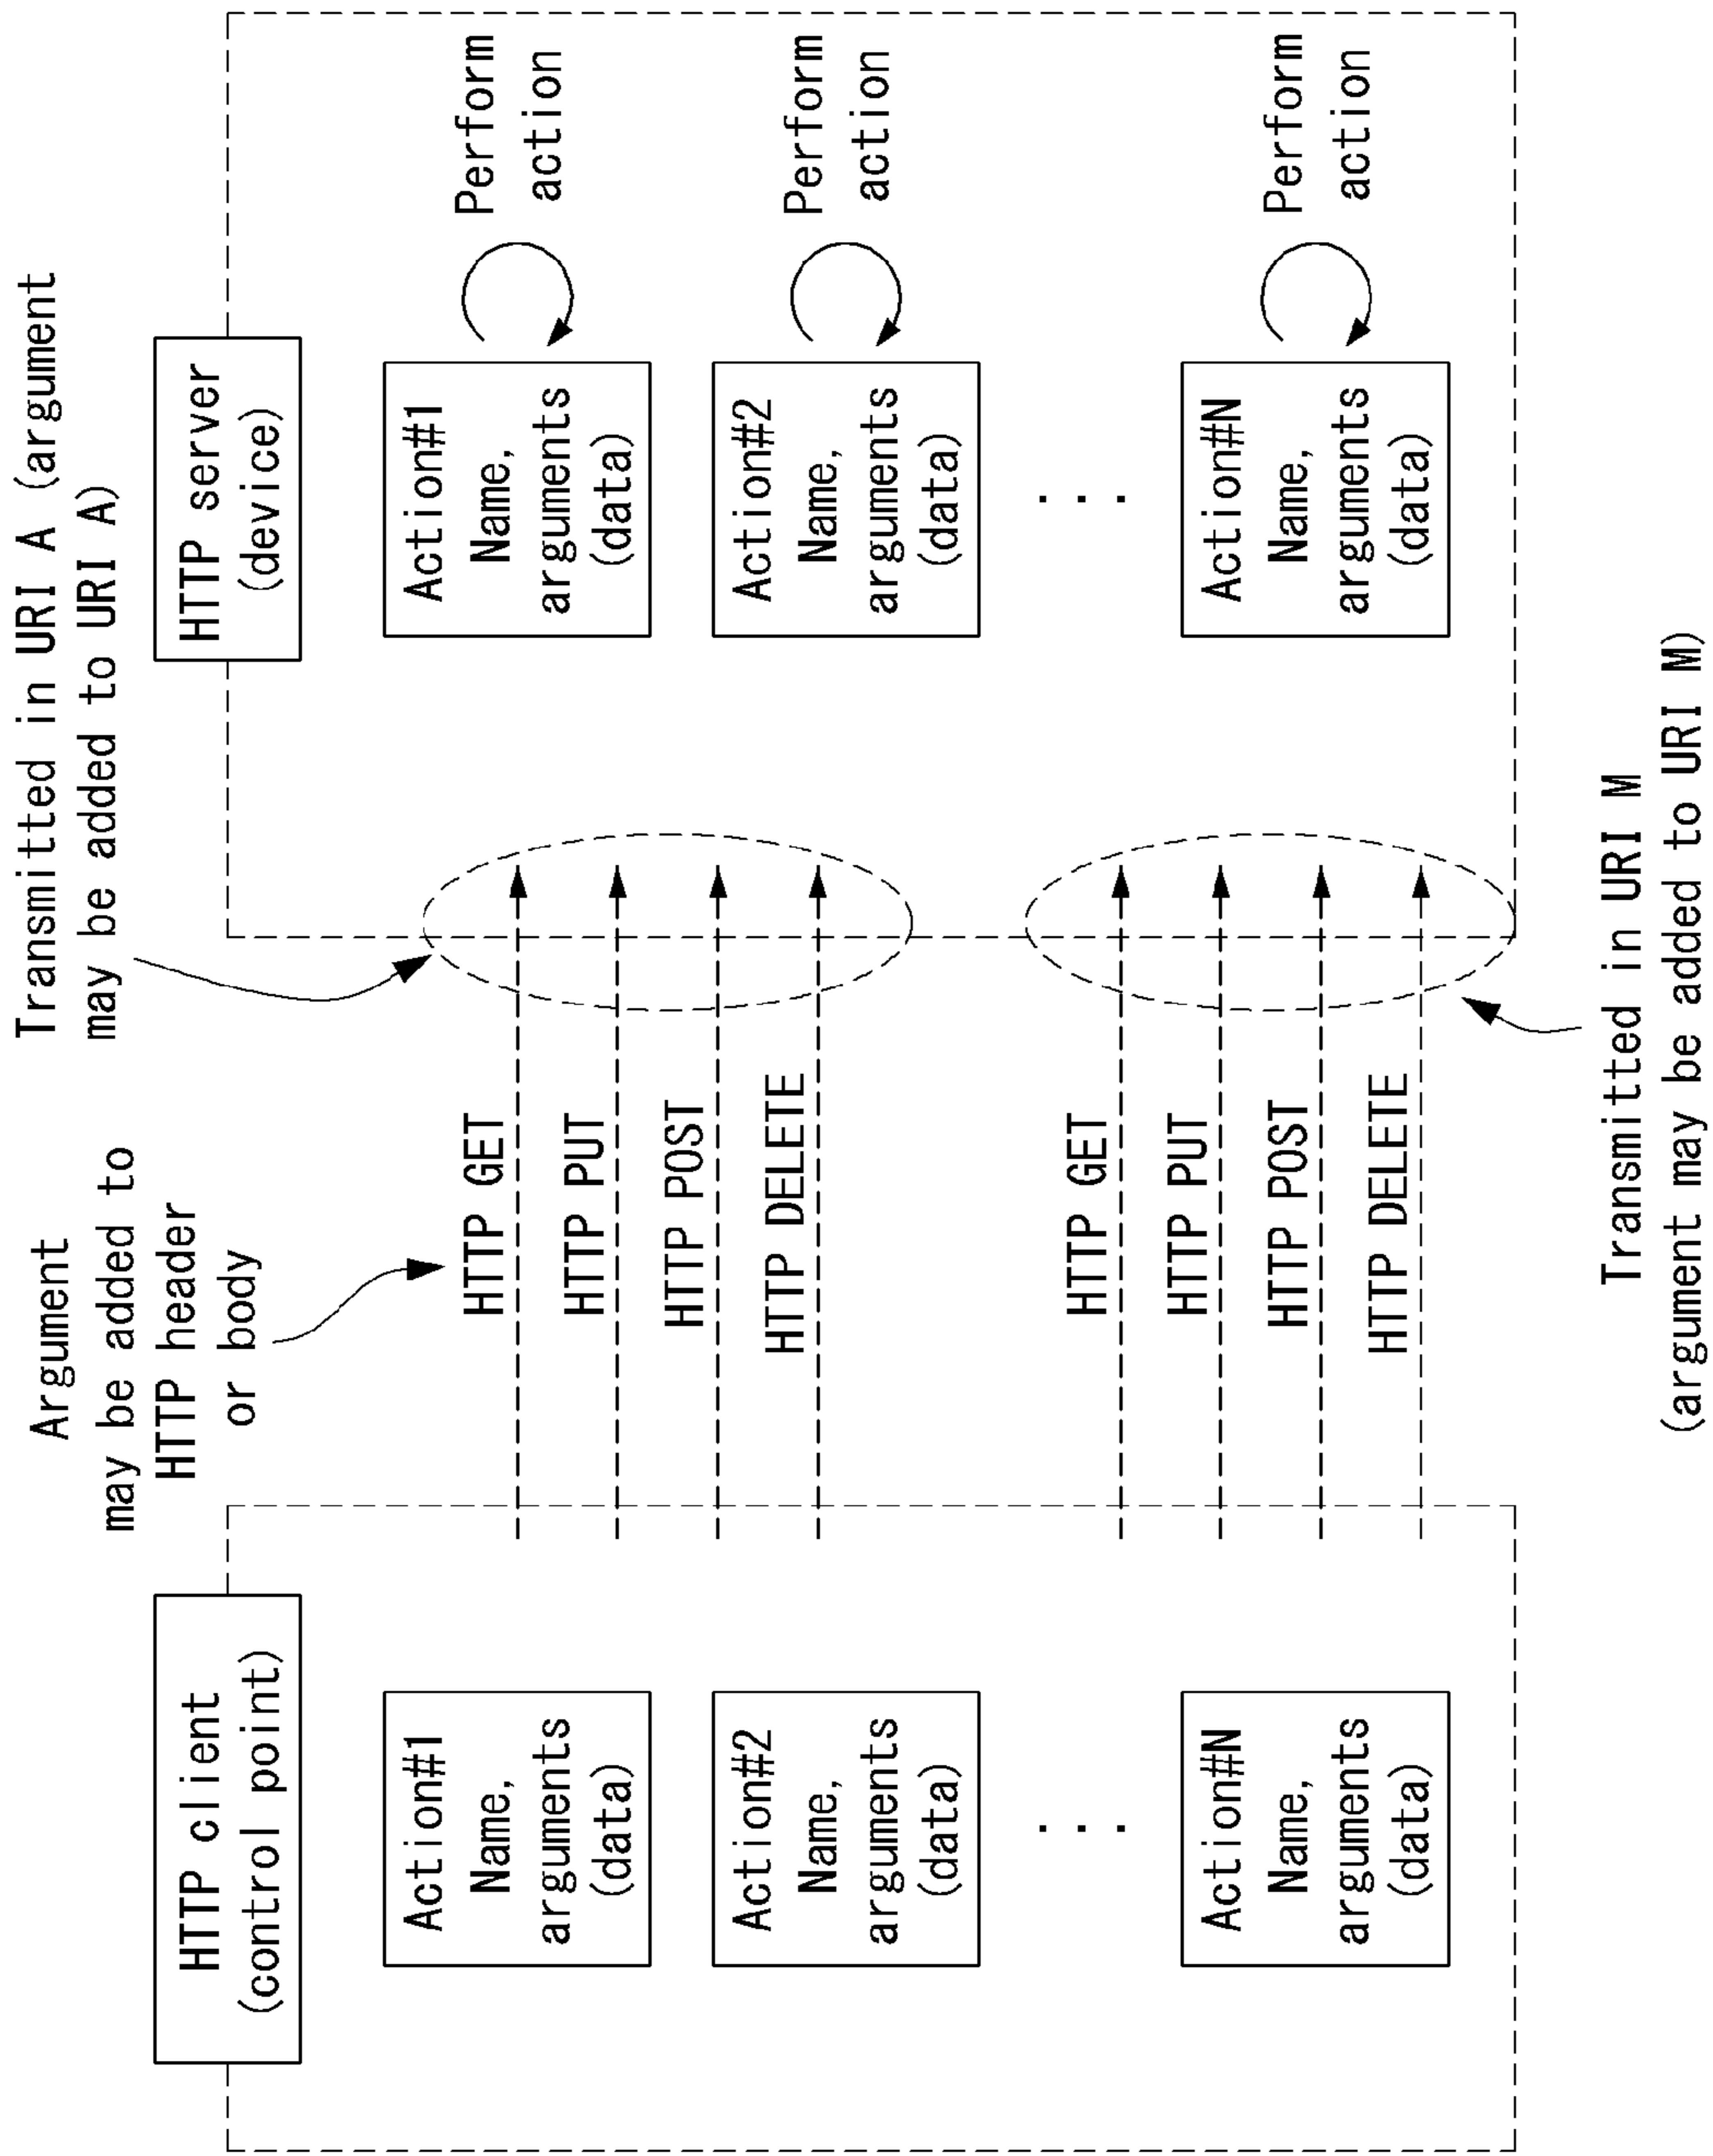 Argument
may be added to
HTTP header
or body
Transmitted in URI A (argument
may be added to URI A)
HTTP client
(control point)
HTTP server
(device)
Action#1
Name,
arguments
(data)
HTTP GET
HTTP PUT
HTTP POST
HTTP DELETE
Action#1
Name,
arguments
(data)
Perform
action
Action#2
Name,
arguments
(data)
Action#2
Name,
arguments
(data)
Perform
action
...
...
Action#N
Name,
arguments
(data)
HTTP GET
HTTP PUT
HTTP POST
HTTP DELETE
Action#N
Name,
arguments
(data)
Perform
action
Transmitted in URI M
(argument may be added to URI M)